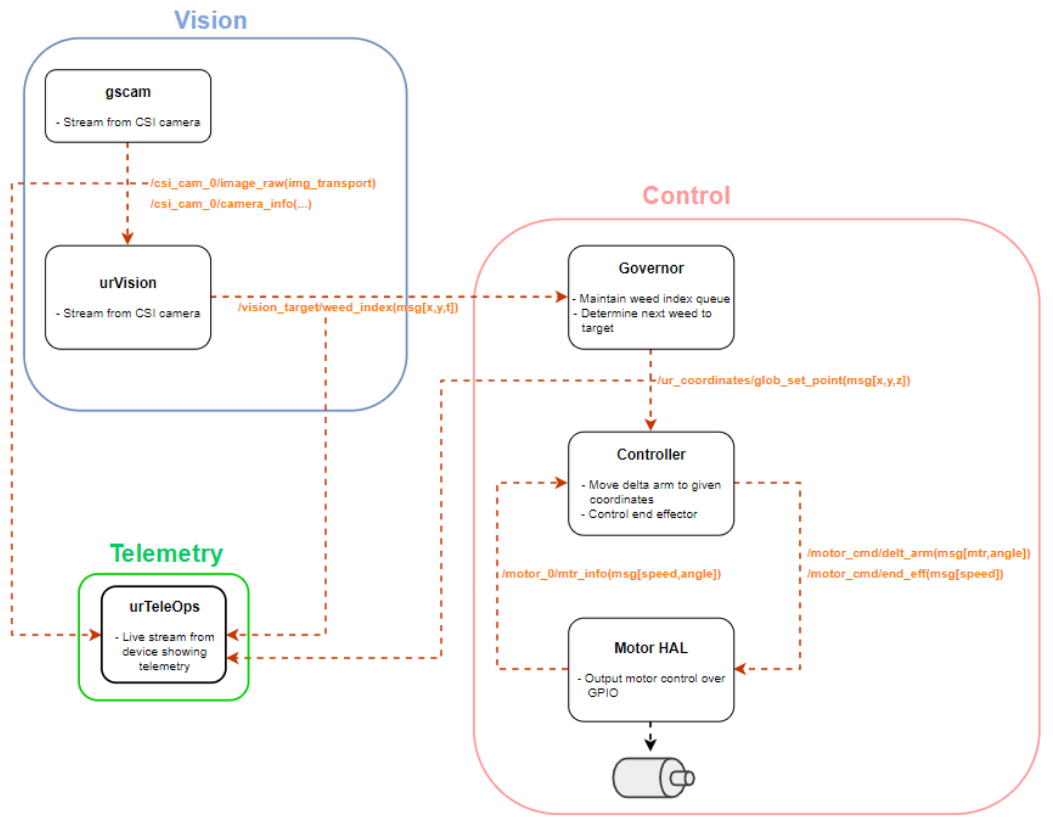 Vision
gscam
- Stream from CSI camera
/csi_cam_0/image_raw(img_transport)
/csi_cam_0/camera_info(...)
urVision
- Stream from CSI camera
/vision_target/weed_index(msg[x,y,t])
Control
Governor
- Maintain weed index queue
- Determine next weed to
target
/ur_coordinates/glob_set_point(msg[x,y,z])
Controller
- Move delta arm to given
coordinates
- Control end effector
/motor_0/mtr_info(msg[speed,angle])
/motor_cmd/delt_arm(msg[mtr,angle])
/motor_cmd/end_eff(msg[speed])
Motor HAL
- Output motor control over
GPIO
Telemetry
urTeleOps
- Live stream from
device showing
telemetry